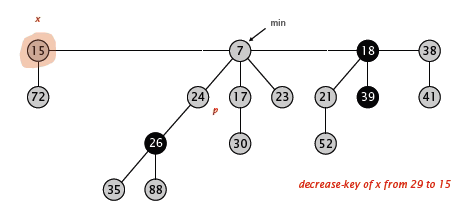 x
min
15 7 18 38
72 24 17 23 21 39 41
p
26 30 52
35 88
decrease-key of x from 29 to 15